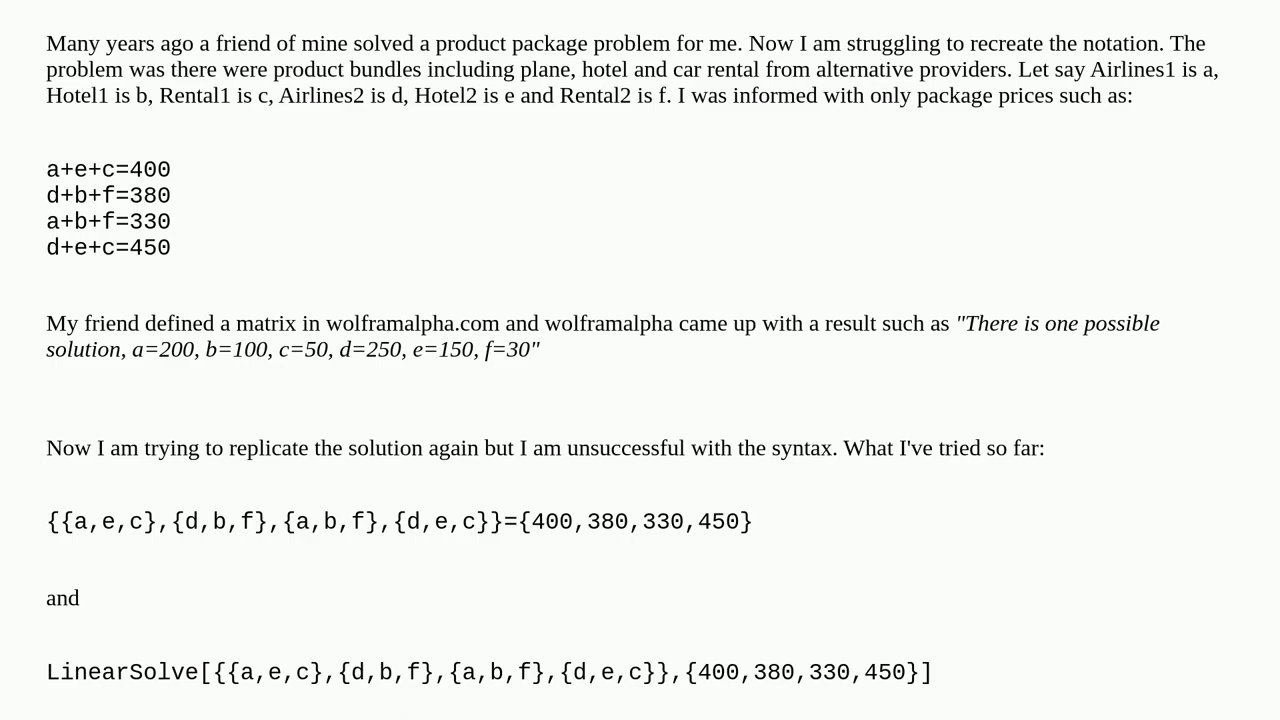 Many years ago a friend of mine solved a product package problem for me. Now I am struggling to recreate the notation. The
problem was there were product bundles including plane, hotel and car rental from alternative providers. Let say Airlines1 is a,
Hotel1 is b, Rental1 is c, Airlines2 is d, Hotel2 is e and Rental2 is f. I was informed with only package prices such as:
a+e+c=400
d+b+f=380
a+b+f=330
d+e+c=450
My friend defined a matrix in wolframalpha.com and wolframalpha came up with a result such as "There is one possible
solution, a=200, b=100, c=50, d=250, e=150, f=30"
Now I am trying to replicate the solution again but I am unsuccessful with the syntax. What I've tried so far:
{{a,e,c},{d,b,f},{a,b,f},{d,e,c}}={400,380,330,450}
and
LinearSolve[{{a,e,c},{d,b,f},{a,b,f},{d,e,c}},{400,380,330,450}]